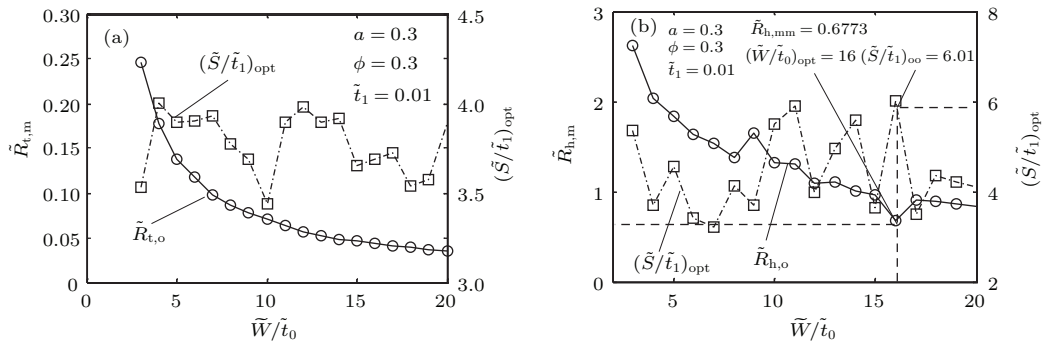 (a)
(S̃/t̃₁)opt
a = 0.3
ϕ = 0.3
t̃₁ = 0.01
R̃t,o
0.30
0.25
0.20
0.15
0.10
0.05
0
R̃t,m
4.5
4.0
3.5
3.0
(S̃/t̃₁)opt
0 5 10 15 20
W̃/t̃₀
(b)
a = 0.3
ϕ = 0.3
t̃₁ = 0.01
R̃h,mm = 0.6773
(W̃/t̃₀)opt = 16 (S̃/t̃₁)oo = 6.01
(S̃/t̃₁)opt
R̃h,o
3
2
1
0
R̃h,m
8
6
4
2
(S̃/t̃₁)opt
5 10 15 20
W̃/t̃₀